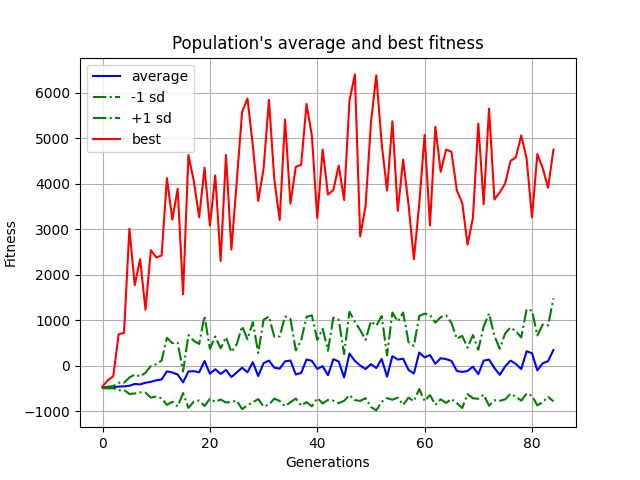 Population's average and best fitness
average
-1 sd
+1 sd
best
Fitness
6000
5000
4000
3000
2000
1000
0
−1000
0 20 40 60 80
Generations